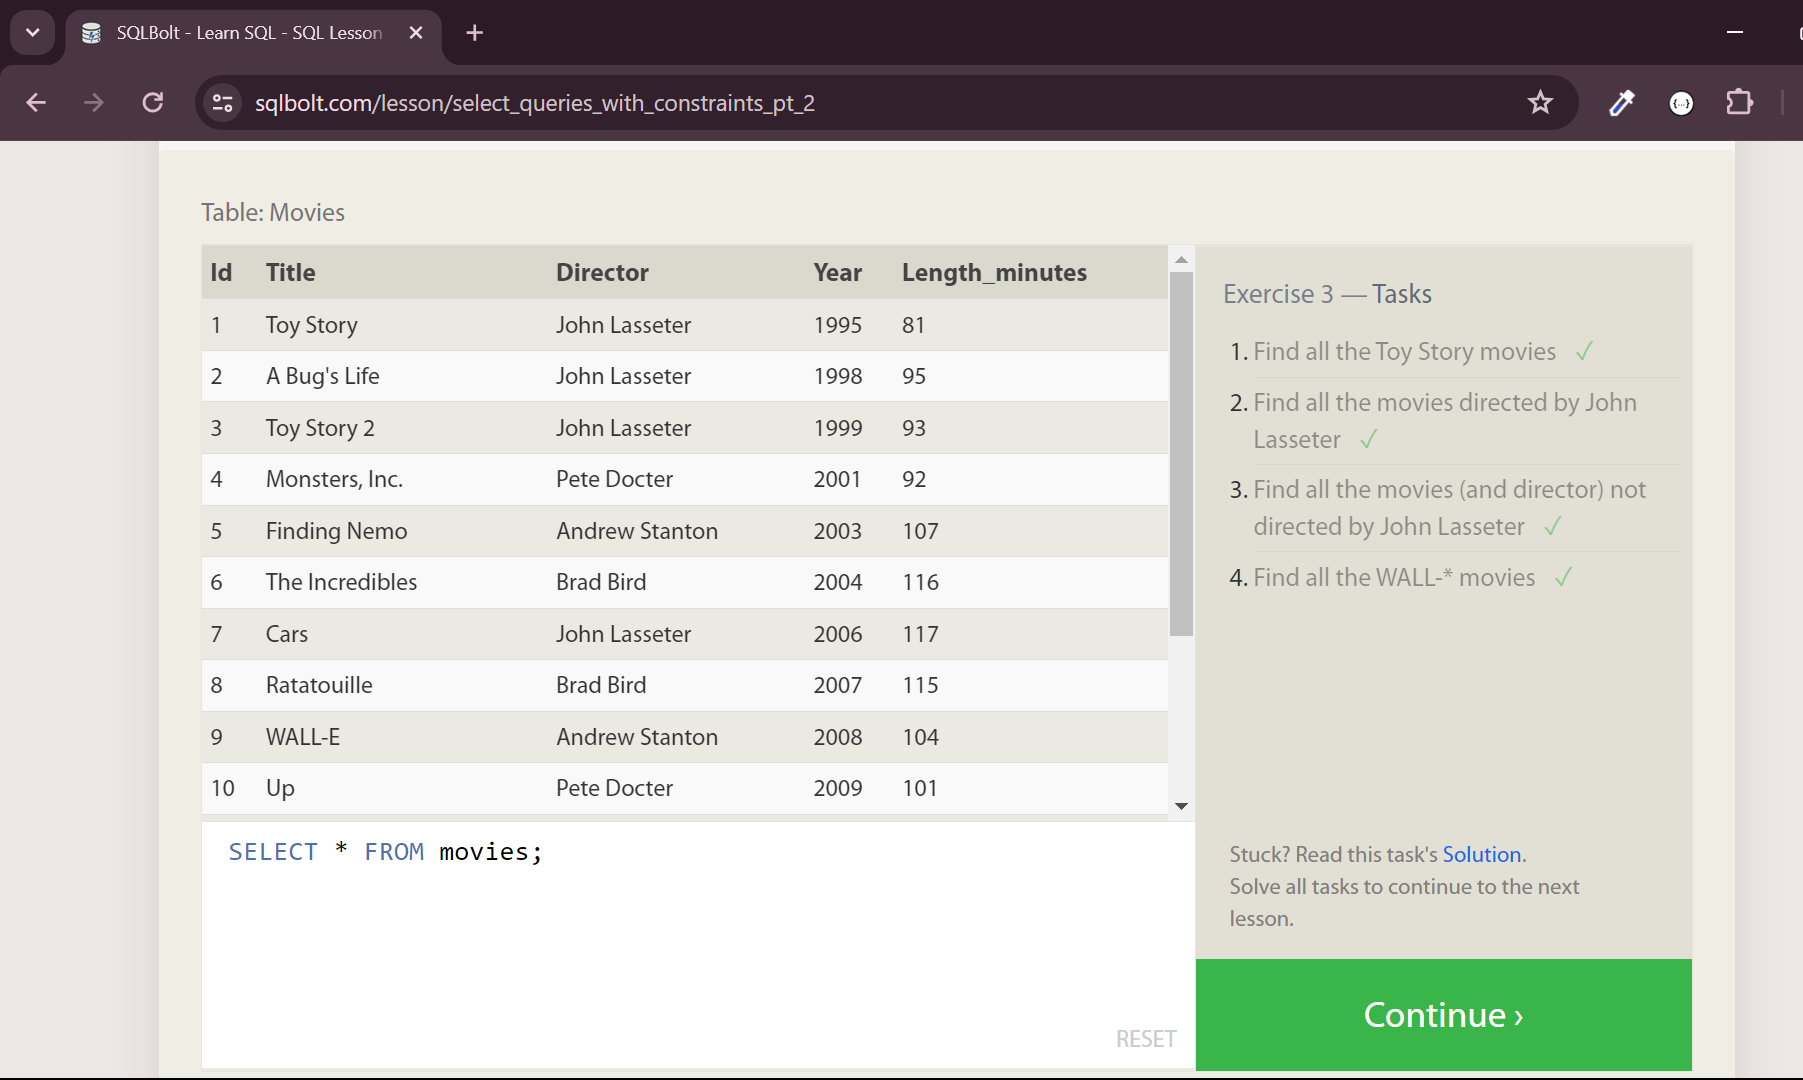 SQLBolt - Learn SQL - SQL Lesson
sqlbolt.com/lesson/select_queries_with_constraints_pt_2
Table: Movies
Id Title Director Year Length_minutes
1 Toy Story John Lasseter 1995 81
2 A Bug's Life John Lasseter 1998 95
3 Toy Story 2 John Lasseter 1999 93
4 Monsters, Inc. Pete Docter 2001 92
5 Finding Nemo Andrew Stanton 2003 107
6 The Incredibles Brad Bird 2004 116
7 Cars John Lasseter 2006 117
8 Ratatouille Brad Bird 2007 115
9 WALL-E Andrew Stanton 2008 104
10 Up Pete Docter 2009 101
SELECT * FROM movies;
RESET
Exercise 3 — Tasks
1. Find all the Toy Story movies ✓
2. Find all the movies directed by John
Lasseter ✓
3. Find all the movies (and director) not
directed by John Lasseter ✓
4. Find all the WALL-* movies ✓
Stuck? Read this task's Solution.
Solve all tasks to continue to the next
lesson.
Continue ›